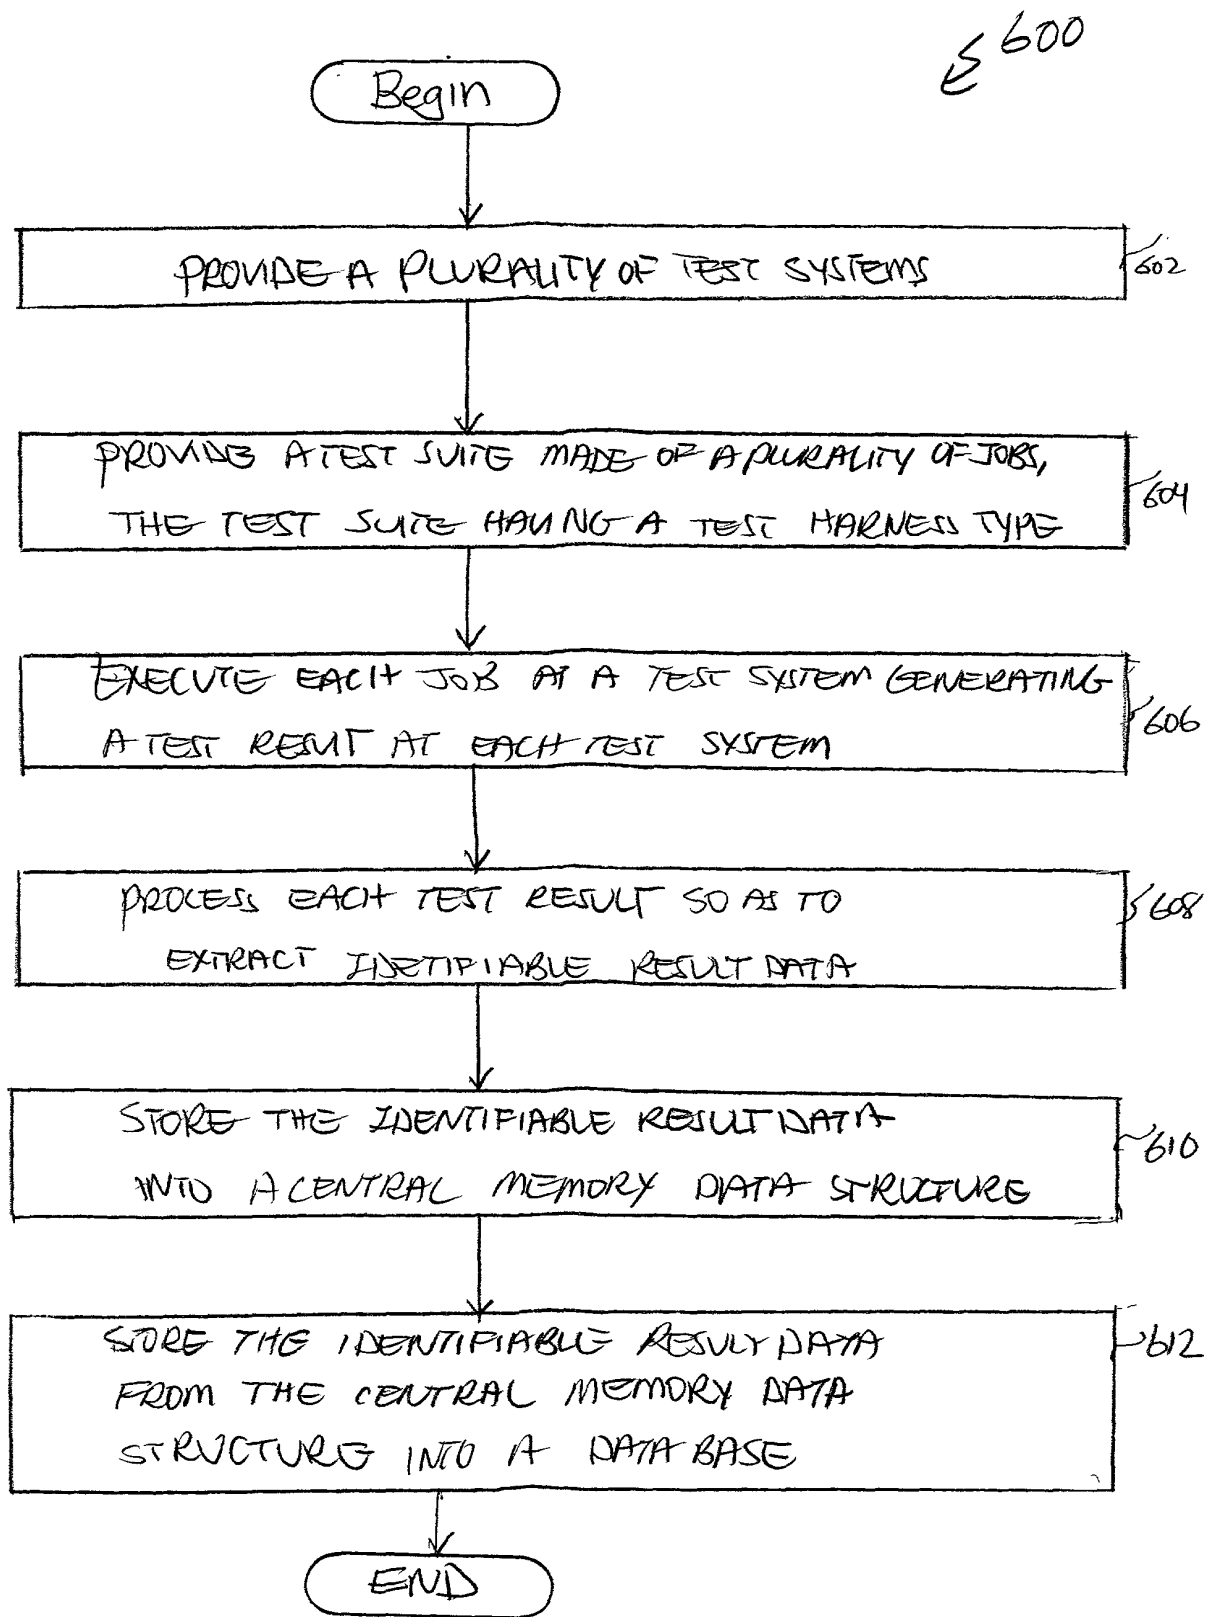 600
Begin
PROVIDE A PLURALITY OF TEST SYSTEMS
602
PROVIDE A TEST SUITE MADE OF A PLURALITY OF JOBS,
THE TEST SUITE HAVING A TEST HARNESS TYPE
604
EXECUTE EACH JOB AT A TEST SYSTEM GENERATING
A TEST RESULT AT EACH TEST SYSTEM
606
PROCESS EACH TEST RESULT SO AS TO
EXTRACT IDETIFIABLE RESULT DATA
608
STORE THE IDENTIFIABLE RESULT DATA
INTO A CENTRAL MEMORY DATA STRUCTURE
610
STORE THE IDENTIFIABLE RESULT DATA
FROM THE CENTRAL MEMORY DATA
STRUCTURE INTO A DATA BASE
612
END